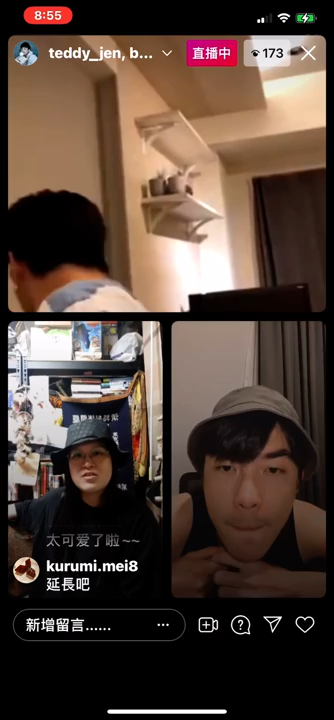 8:55
teddy_jen, b...
直播中
173
太可爱了啦~~
kurumi.mei8
延長吧
新增留言......